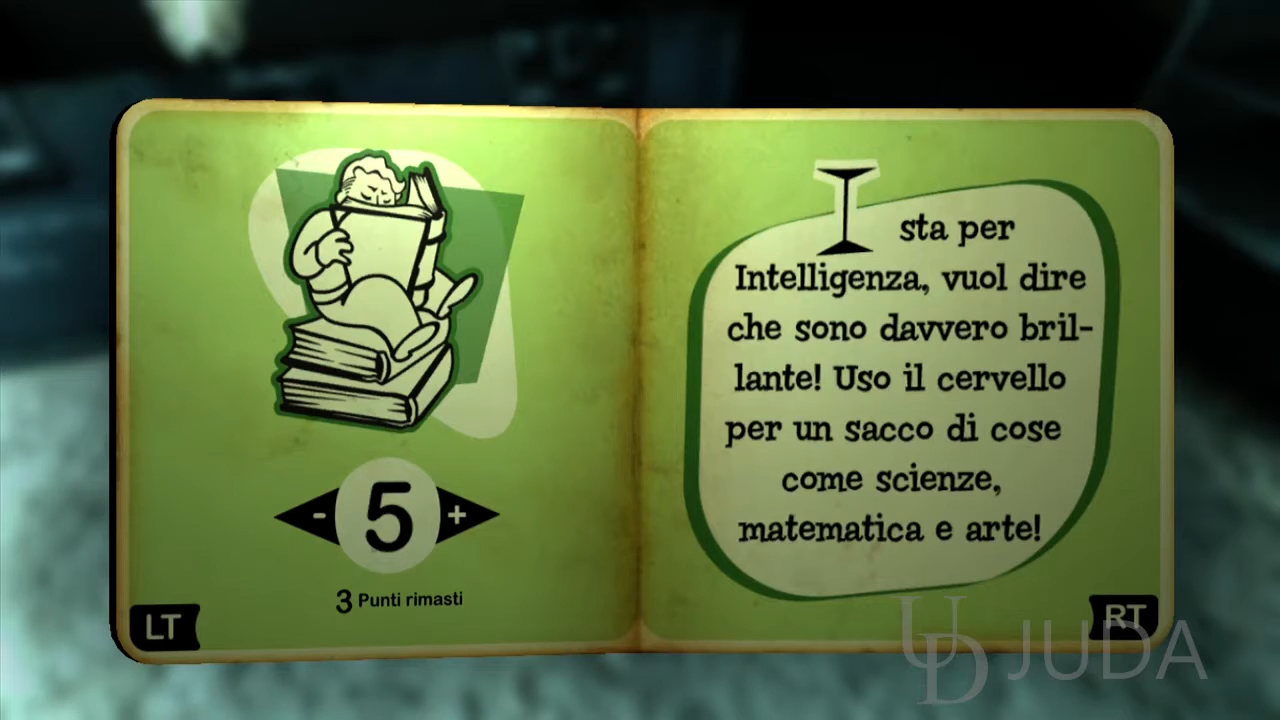 - 5 +
3 Punti rimasti
LT
I sta per
Intelligenza, vuol dire
che sono davvero bril-
lante! Uso il cervello
per un sacco di cose
come scienze,
matematica e arte!
RT
UD JUDA